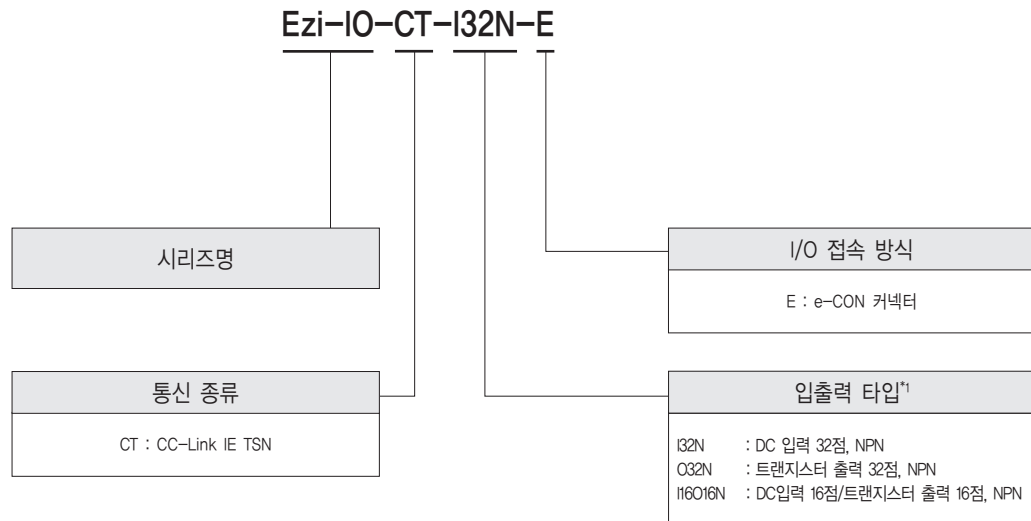 Ezi-IO-CT-I32N-E
시리즈명
I/O 접속 방식
E : e-CON 커넥터
통신 종류
CT : CC-Link IE TSN
입출력 타입*1
I32N : DC 입력 32점, NPN
O32N : 트랜지스터 출력 32점, NPN
I16O16N : DC입력 16점/트랜지스터 출력 16점, NPN